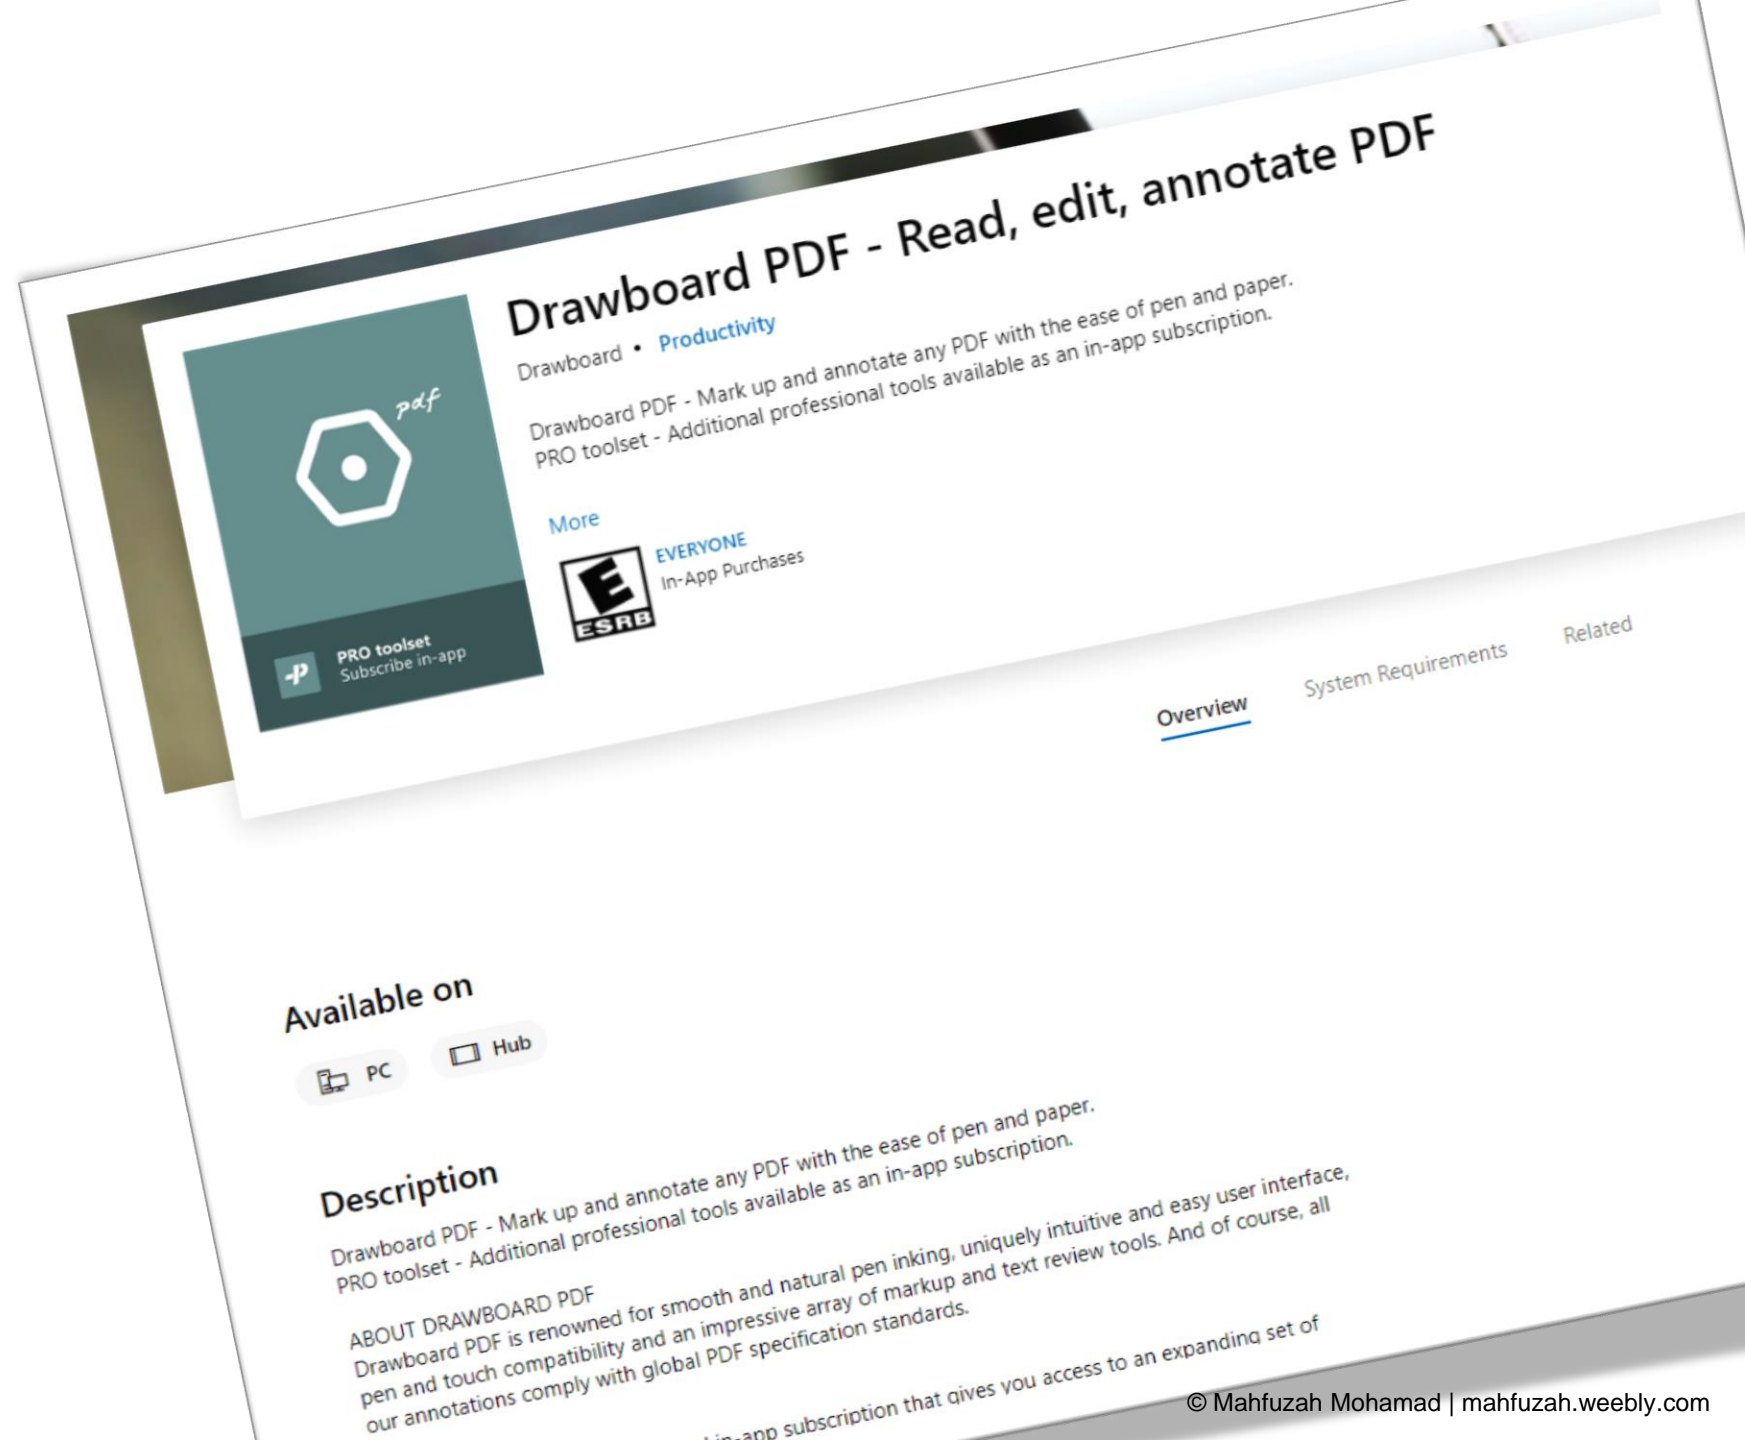 Drawboard PDF - Read, edit, annotate PDF
Drawboard • Productivity
Drawboard PDF - Mark up and annotate any PDF with the ease of pen and paper.
PRO toolset - Additional professional tools available as an in-app subscription.
More
EVERYONE
In-App Purchases
E
ESRB
pdf
PRO toolset
Subscribe in-app
Overview
System Requirements
Related
Available on
PC
Hub
Description
Drawboard PDF - Mark up and annotate any PDF with the ease of pen and paper.
PRO toolset - Additional professional tools available as an in-app subscription.
ABOUT DRAWBOARD PDF
Drawboard PDF is renowned for smooth and natural pen inking, uniquely intuitive and easy user interface,
pen and touch compatibility and an impressive array of markup and text review tools. And of course, all
our annotations comply with global PDF specification standards.
in-app subscription that gives you access to an expanding set of
© Mahfuzah Mohamad | mahfuzah.weebly.com